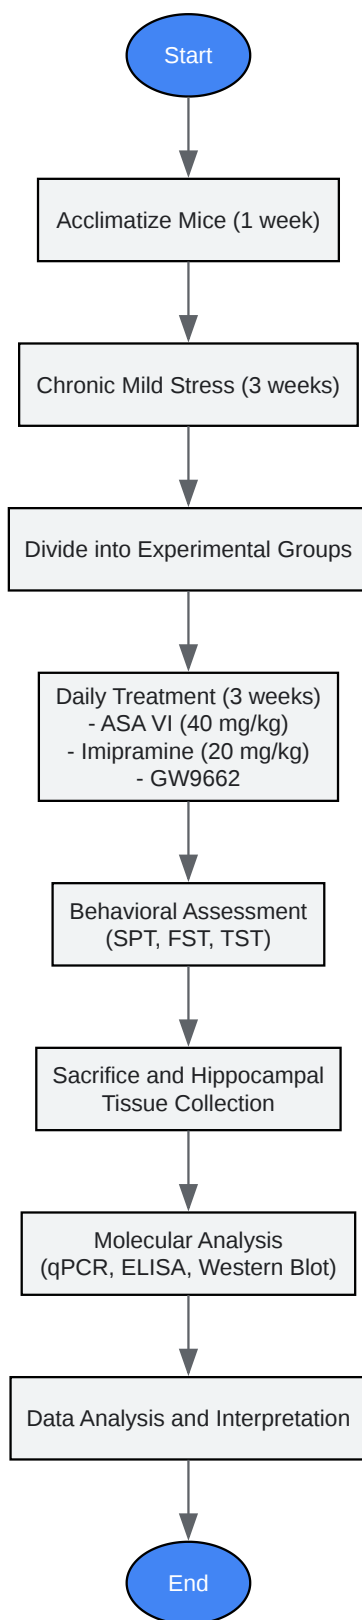 Start
Acclimatize Mice (1 week)
Chronic Mild Stress (3 weeks)
Divide into Experimental Groups
Daily Treatment (3 weeks)
- ASA VI (40 mg/kg)
- Imipramine (20 mg/kg)
- GW9662
Behavioral Assessment
(SPT, FST, TST)
Sacrifice and Hippocampal
Tissue Collection
Molecular Analysis
(qPCR, ELISA, Western Blot)
Data Analysis and Interpretation
End